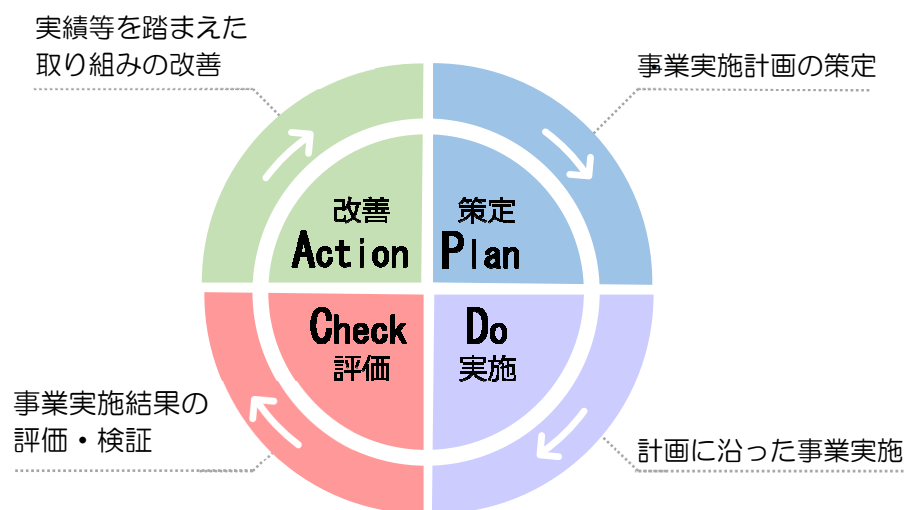 実績等を踏まえた
取り組みの改善
事業実施計画の策定
改善
Action
策定
Plan
Check
評価
Do
実施
事業実施結果の
評価・検証
計画に沿った事業実施